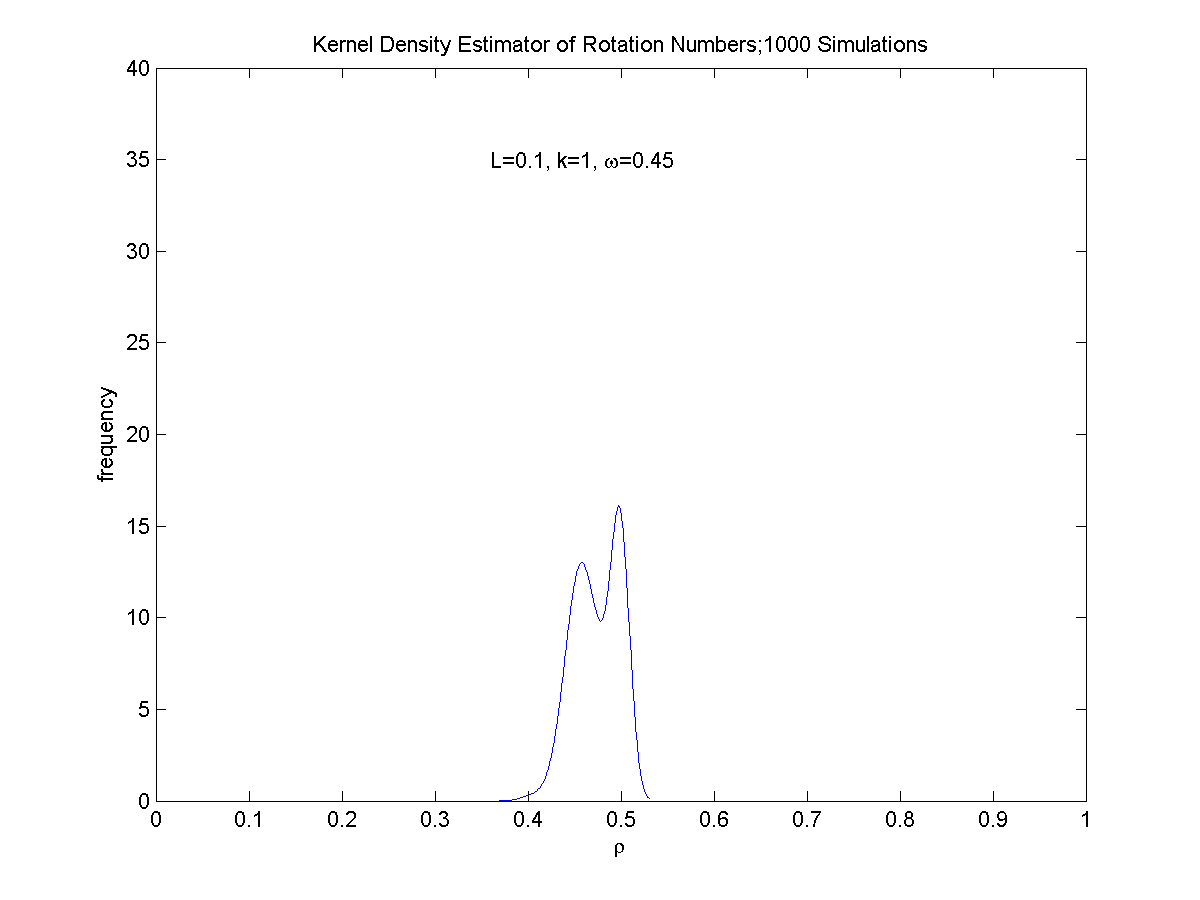 Kernel Density Estimator of Rotation Numbers;1000 Simulations
40
35
30
25
20
15
10
5
0
frequency
L=0.1, k=1, ω=0.45
0 0.1 0.2 0.3 0.4 0.5 0.6 0.7 0.8 0.9 1
ρ